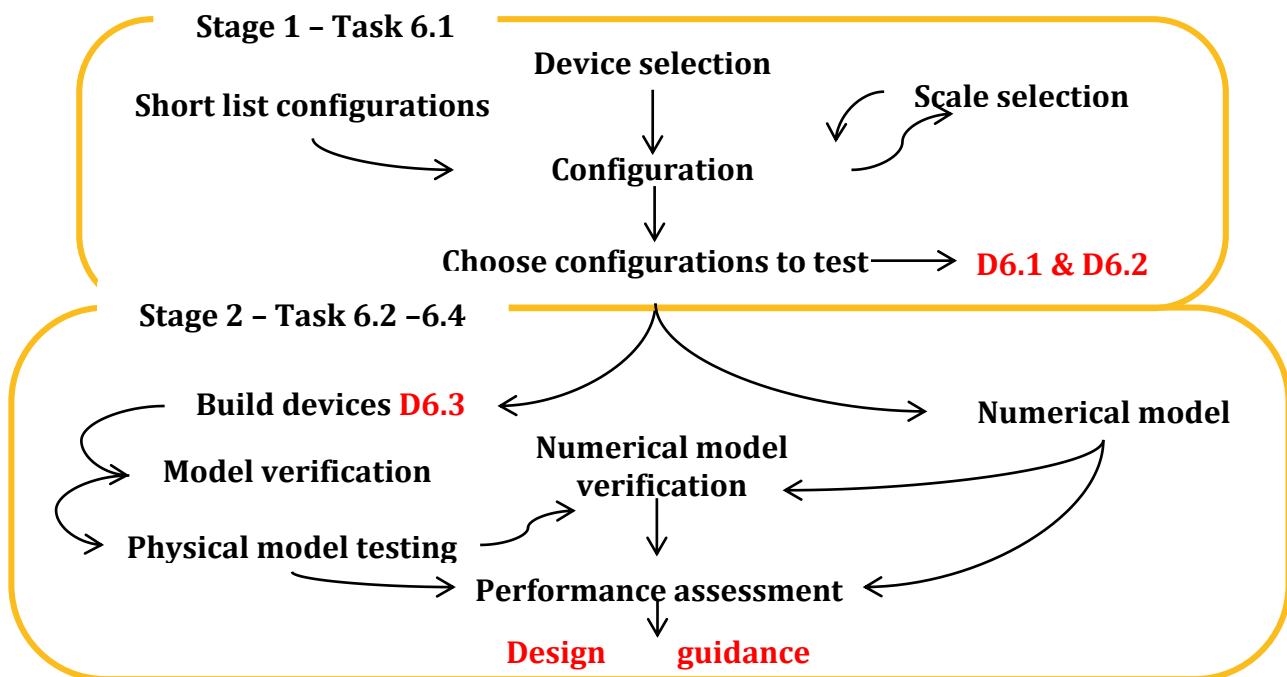 Stage 1 – Task 6.1
Device selection
Short list configurations
Scale selection
Configuration
Choose configurations to test
D6.1 & D6.2
Stage 2 – Task 6.2 –6.4
Build devices D6.3
Numerical model
Numerical model
verification
Model verification
Physical model testing
Performance assessment
Design guidance